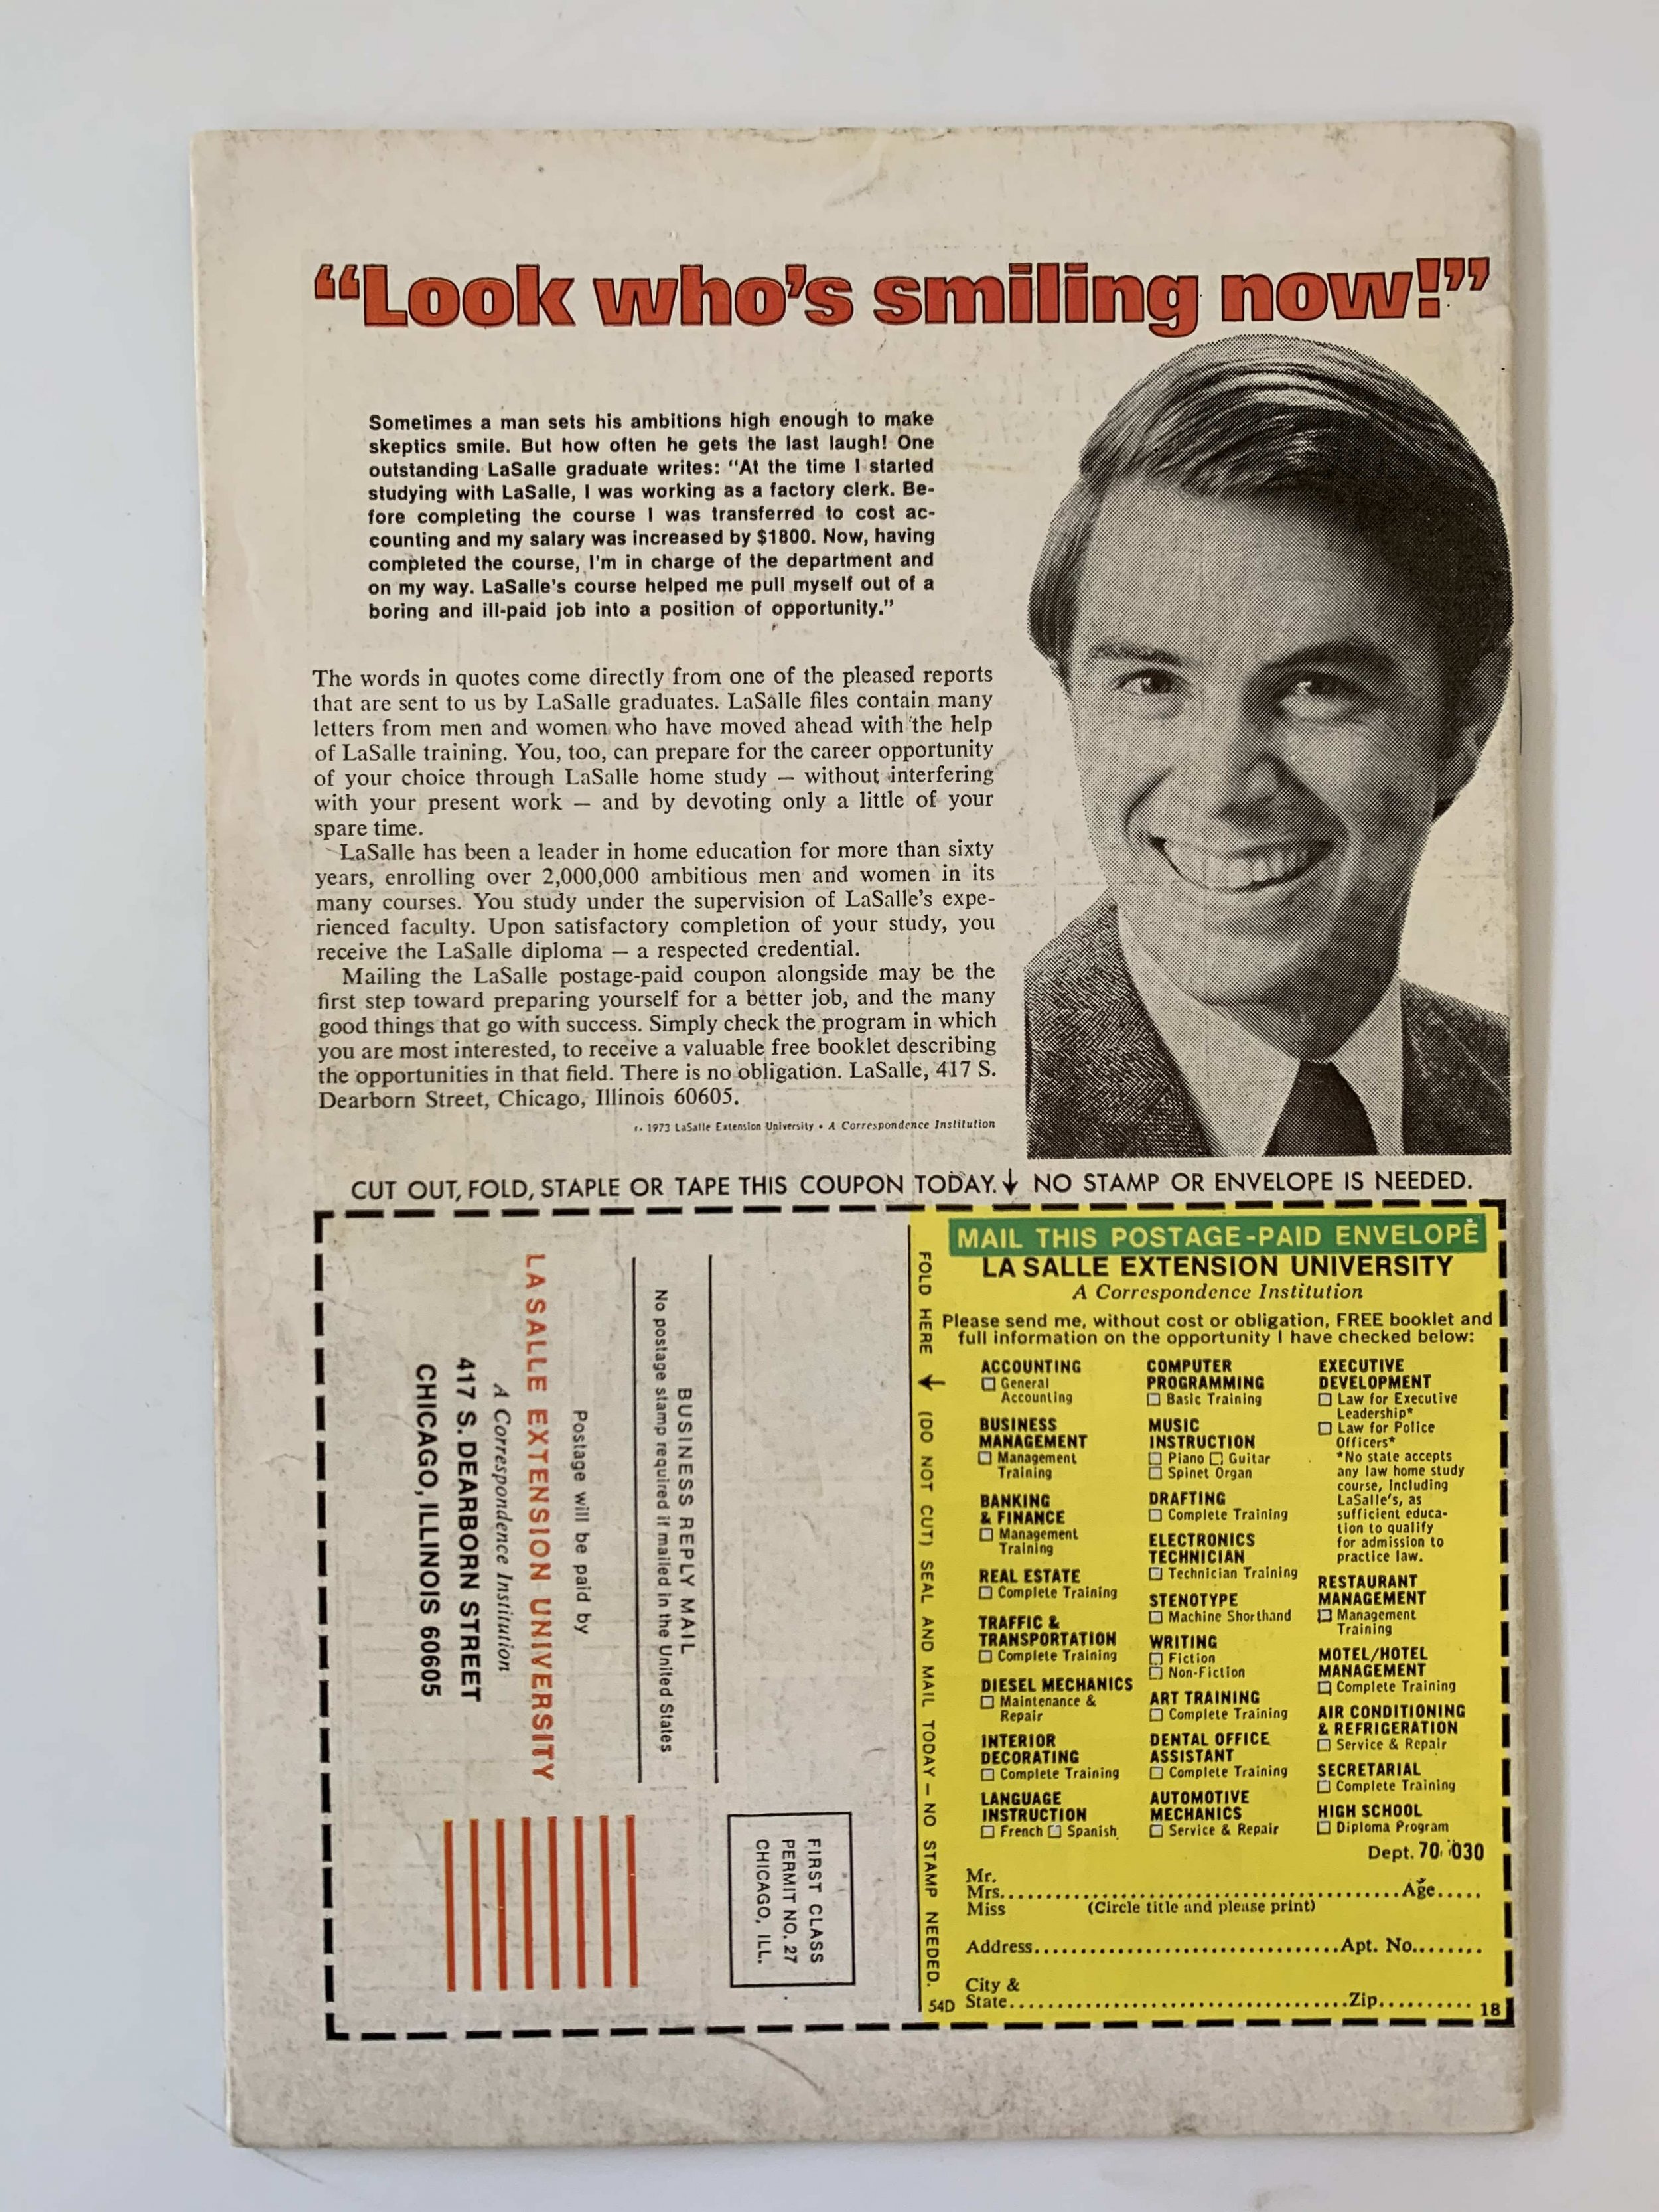 “Look who’s smiling now!”
Sometimes a man sets his ambitions high enough to make
skeptics smile. But how often he gets the last laugh! One
outstanding LaSalle graduate writes: “At the time I started
studying with LaSalle, I was working as a factory clerk. Be-
fore completing the course I was transferred to cost ac-
counting and my salary was increased by $1800. Now, having
completed the course, I’m in charge of the department and
on my way. LaSalle’s course helped me pull myself out of a
boring and ill-paid job into a position of opportunity.”
The words in quotes come directly from one of the pleased reports
that are sent to us by LaSalle graduates. LaSalle files contain many
letters from men and women who have moved ahead with the help
of LaSalle training. You, too, can prepare for the career opportunity
of your choice through LaSalle home study — without interfering
with your present work — and by devoting only a little of your
spare time.
LaSalle has been a leader in home education for more than sixty
years, enrolling over 2,000,000 ambitious men and women in its
many courses. You study under the supervision of LaSalle’s expe-
rienced faculty. Upon satisfactory completion of your study, you
receive the LaSalle diploma — a respected credential.
Mailing the LaSalle postage-paid coupon alongside may be the
first step toward preparing yourself for a better job, and the many
good things that go with success. Simply check the program in which
you are most interested, to receive a valuable free booklet describing
the opportunities in that field. There is no obligation. LaSalle, 417 S.
Dearborn Street, Chicago, Illinois 60605.
1973 LaSalle Extension University • A Correspondence Institution
CUT OUT, FOLD, STAPLE OR TAPE THIS COUPON TODAY. ↓ NO STAMP OR ENVELOPE IS NEEDED.
FIRST CLASS
PERMIT NO. 27
CHICAGO, ILL.
BUSINESS REPLY MAIL
No postage stamp required if mailed in the United States
Postage will be paid by
LA SALLE EXTENSION UNIVERSITY
A Correspondence Institution
417 S. DEARBORN STREET
CHICAGO, ILLINOIS 60605
FOLD HERE (DO NOT CUT) SEAL AND MAIL TODAY — NO STAMP NEEDED.
MAIL THIS POSTAGE-PAID ENVELOPE
LA SALLE EXTENSION UNIVERSITY
A Correspondence Institution
Please send me, without cost or obligation, FREE booklet and
full information on the opportunity I have checked below:
ACCOUNTING
□ General
Accounting
BUSINESS
MANAGEMENT
□ Management
Training
BANKING
& FINANCE
□ Management
Training
REAL ESTATE
□ Complete Training
TRAFFIC &
TRANSPORTATION
□ Complete Training
DIESEL MECHANICS
□ Maintenance &
Repair
INTERIOR
DECORATING
□ Complete Training
LANGUAGE
INSTRUCTION
□ French □ Spanish
COMPUTER
PROGRAMMING
□ Basic Training
MUSIC
INSTRUCTION
□ Piano □ Guitar
□ Spinet Organ
DRAFTING
□ Complete Training
ELECTRONICS
TECHNICIAN
□ Technician Training
STENOTYPE
□ Machine Shorthand
WRITING
□ Fiction
□ Non-Fiction
ART TRAINING
□ Complete Training
DENTAL OFFICE
ASSISTANT
□ Complete Training
AUTOMOTIVE
MECHANICS
□ Service & Repair
EXECUTIVE
DEVELOPMENT
□ Law for Executive
Leadership*
□ Law for Police
Officers*
*No state accepts
any law home study
course, including
LaSalle’s, as
sufficient educa-
tion to qualify
for admission to
practice law.
RESTAURANT
MANAGEMENT
□ Management
Training
MOTEL/HOTEL
MANAGEMENT
□ Complete Training
AIR CONDITIONING
& REFRIGERATION
□ Service & Repair
SECRETARIAL
□ Complete Training
HIGH SCHOOL
□ Diploma Program
Dept. 70-030
Mr.
Mrs. Age
Miss (Circle title and please print)
Address Apt. No.
City &
State Zip
54D 18